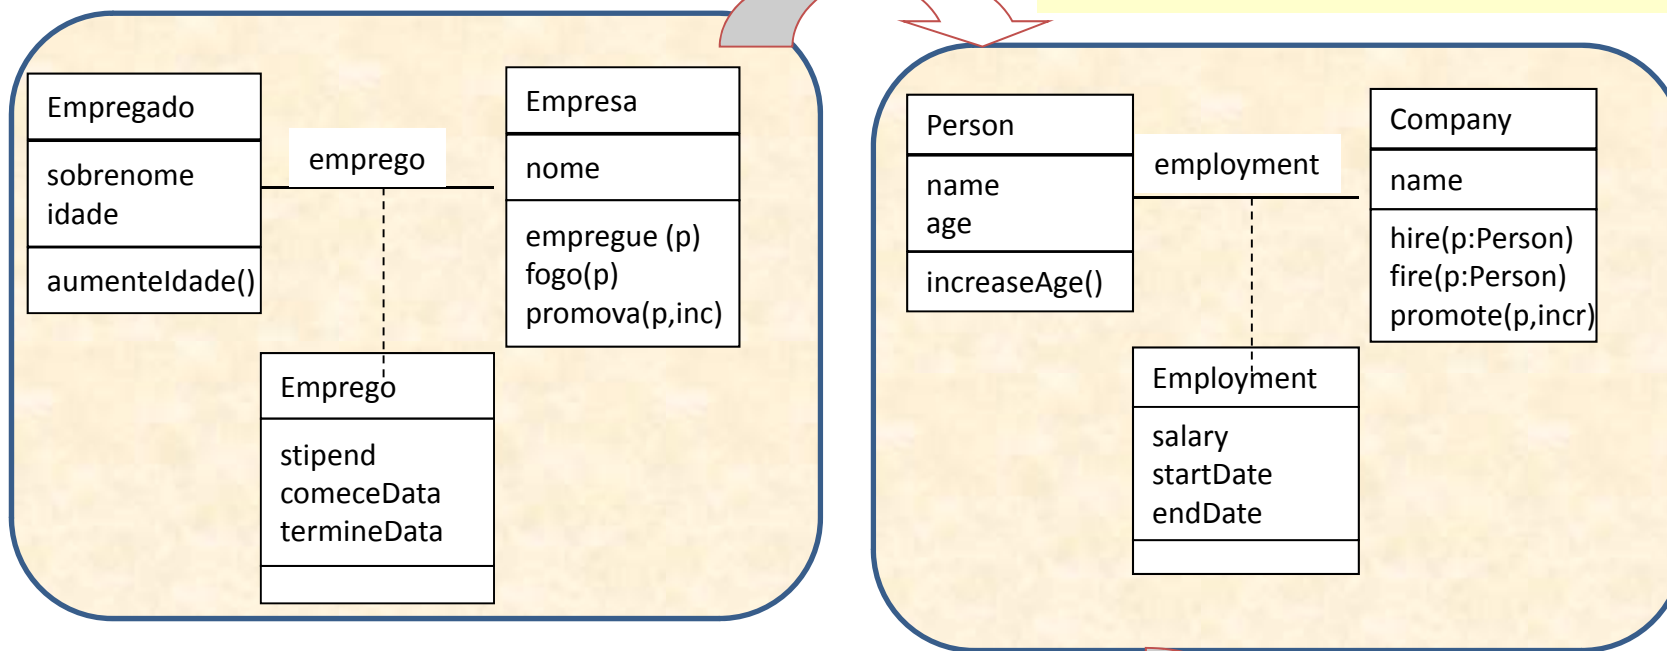 Empregado
sobrenome
idade
aumenteIdade()
emprego
Empresa
nome
empregue (p)
fogo(p)
promova(p,inc)
Emprego
stipend
comeceData
termineData
Person
name
age
increaseAge()
employment
Company
name
hire(p:Person)
fire(p:Person)
promote(p,incr)
Employment
salary
startDate
endDate